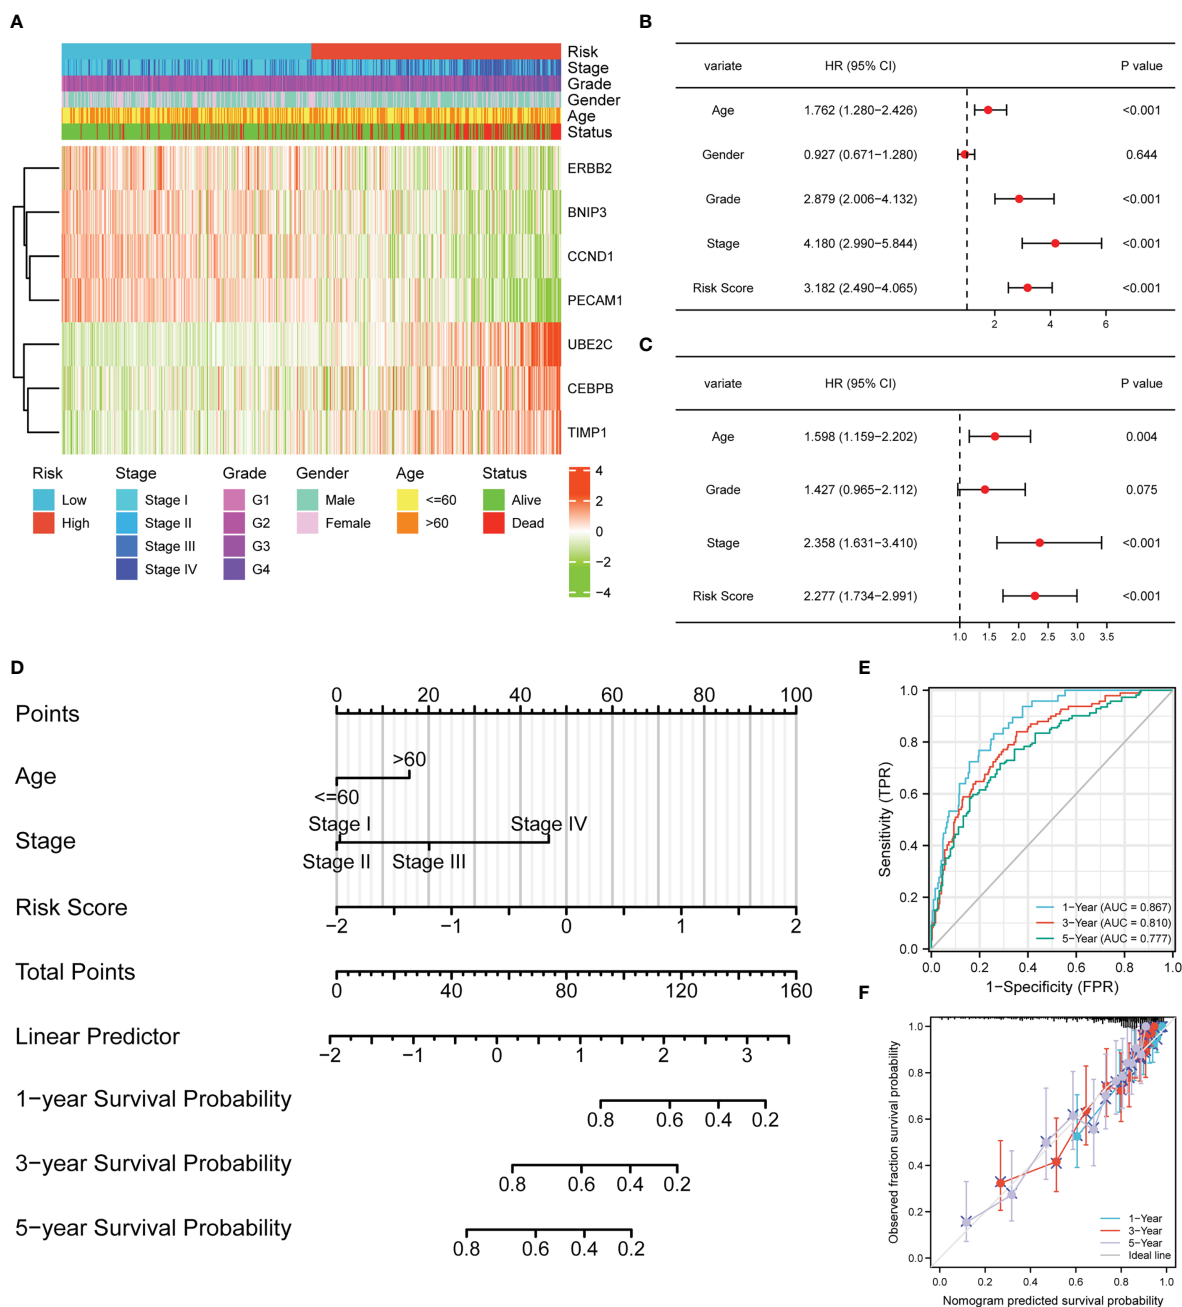 A
Risk
Stage
Grade
Gender
Age
Status
ERBB2
BNIP3
CCND1
PECAM1
UBE2C
CEBPB
TIMP1
Risk Stage Grade Gender Age Status
Low Stage I G1 Male <=60 Alive
High Stage II G2 Female >60 Dead
Stage III G3
Stage IV G4
4
2
0
−2
−4
B
variate HR (95% CI) P value
Age 1.762 (1.280−2.426) <0.001
Gender 0.927 (0.671−1.280) 0.644
Grade 2.879 (2.006−4.132) <0.001
Stage 4.180 (2.990−5.844) <0.001
Risk Score 3.182 (2.490−4.065) <0.001
2 4 6
C
variate HR (95% CI) P value
Age 1.598 (1.159−2.202) 0.004
Grade 1.427 (0.965−2.112) 0.075
Stage 2.358 (1.631−3.410) <0.001
Risk Score 2.277 (1.734−2.991) <0.001
1.0 1.5 2.0 2.5 3.0 3.5
D
0 20 40 60 80 100
Points
>60
Age
<=60
Stage I Stage IV
Stage
Stage II Stage III
Risk Score
−2 −1 0 1 2
Total Points
0 40 80 120 160
Linear Predictor
−2 −1 0 1 2 3
1−year Survival Probability
0.8 0.6 0.4 0.2
3−year Survival Probability
0.8 0.6 0.4 0.2
5−year Survival Probability
0.8 0.6 0.4 0.2
E
Sensitivity (TPR)
1.0
0.8
0.6
0.4
0.2
0.0
1−Year (AUC = 0.867)
3−Year (AUC = 0.810)
5−Year (AUC = 0.777)
0.0 0.2 0.4 0.6 0.8 1.0
1−Specificity (FPR)
F
Observed fraction survival probability
1.0
0.8
0.6
0.4
0.2
0.0
1−Year
3−Year
5−Year
Ideal line
0.0 0.2 0.4 0.6 0.8 1.0
Nomogram predicted survival probability